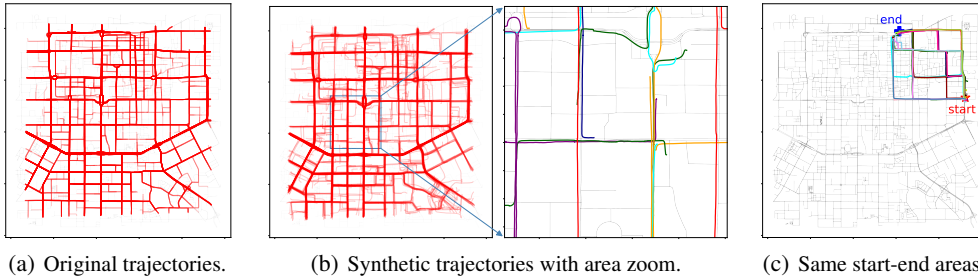 end
start
(a) Original trajectories.
(b) Synthetic trajectories with area zoom.
(c) Same start-end areas